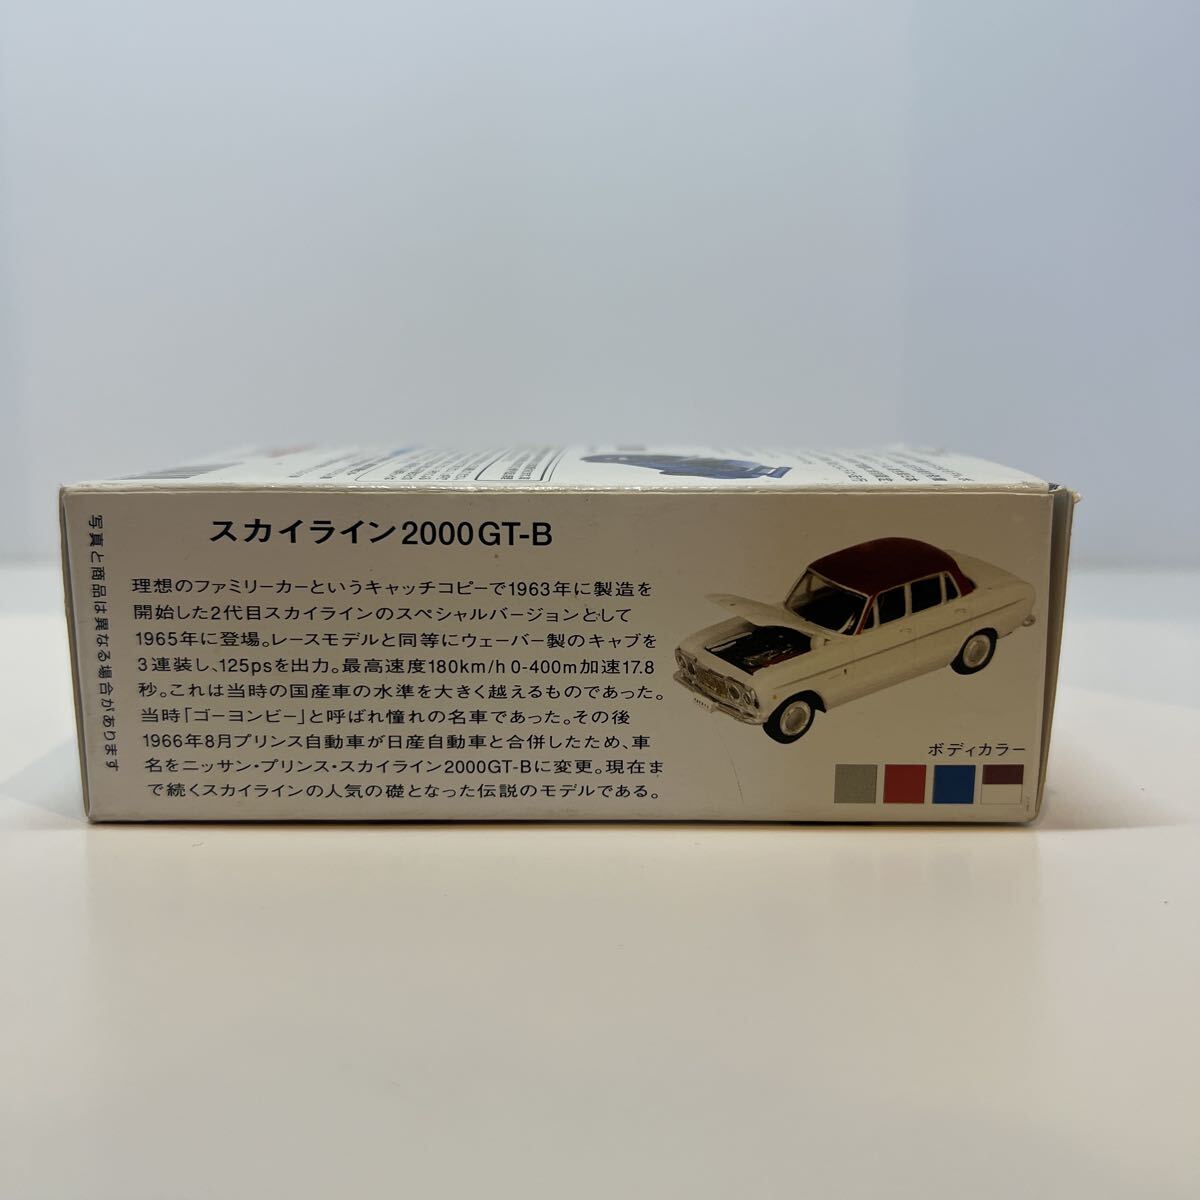 スカイライン2000GT-B
理想のファミリーカーというキャッチコピーで1963年に製造を
開始した2代目スカイラインのスペシャルバージョンとして
1965年に登場。レースモデルと同等にウェーバー製のキャブを
3連装し、125psを出力。最高速度180km/h 0-400m加速17.8
秒。これは当時の国産車の水準を大きく越えるものであった。
当時「ゴーヨンビー」と呼ばれ憧れの名車であった。その後
1966年8月プリンス自動車が日産自動車と合併したため、車
名をニッサン・プリンス・スカイライン2000GT-Bに変更。現在ま
で続くスカイラインの人気の礎となった伝説のモデルである。
写真と商品は異なる場合があります
ボディカラー